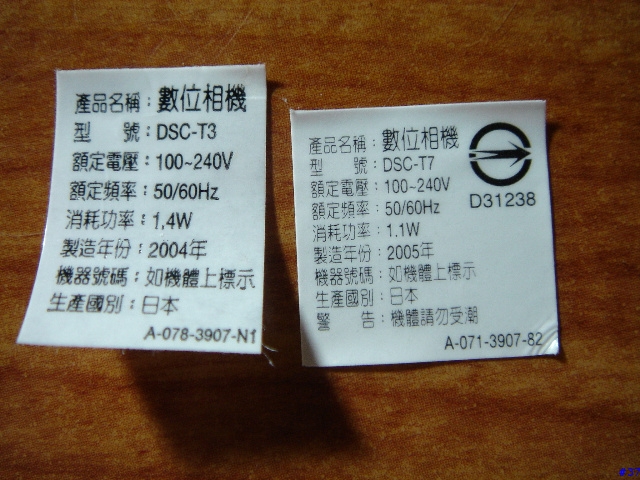 產品名稱：數位相機
型　號：DSC-T3
額定電壓：100~240V
額定頻率：50/60Hz
消耗功率：1.4W
製造年份：2004年
機器號碼：如機體上標示
生產國別：日本
A-078-3907-N1
產品名稱：數位相機
型　號：DSC-T7
額定電壓：100~240V
額定頻率：50/60Hz
消耗功率：1.1W
製造年份：2005年
機器號碼：如機體上標示
生產國別：日本
警　告：機體請勿受潮
D31238
A-071-3907-82